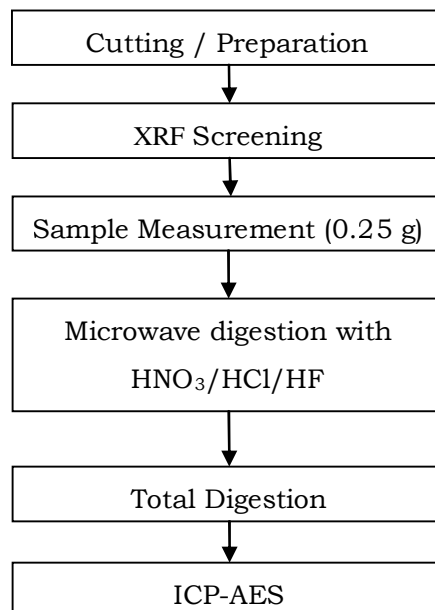 Cutting / Preparation
XRF Screening
Sample Measurement (0.25 g)
Microwave digestion with
HNO₃/HCl/HF
Total Digestion
ICP-AES